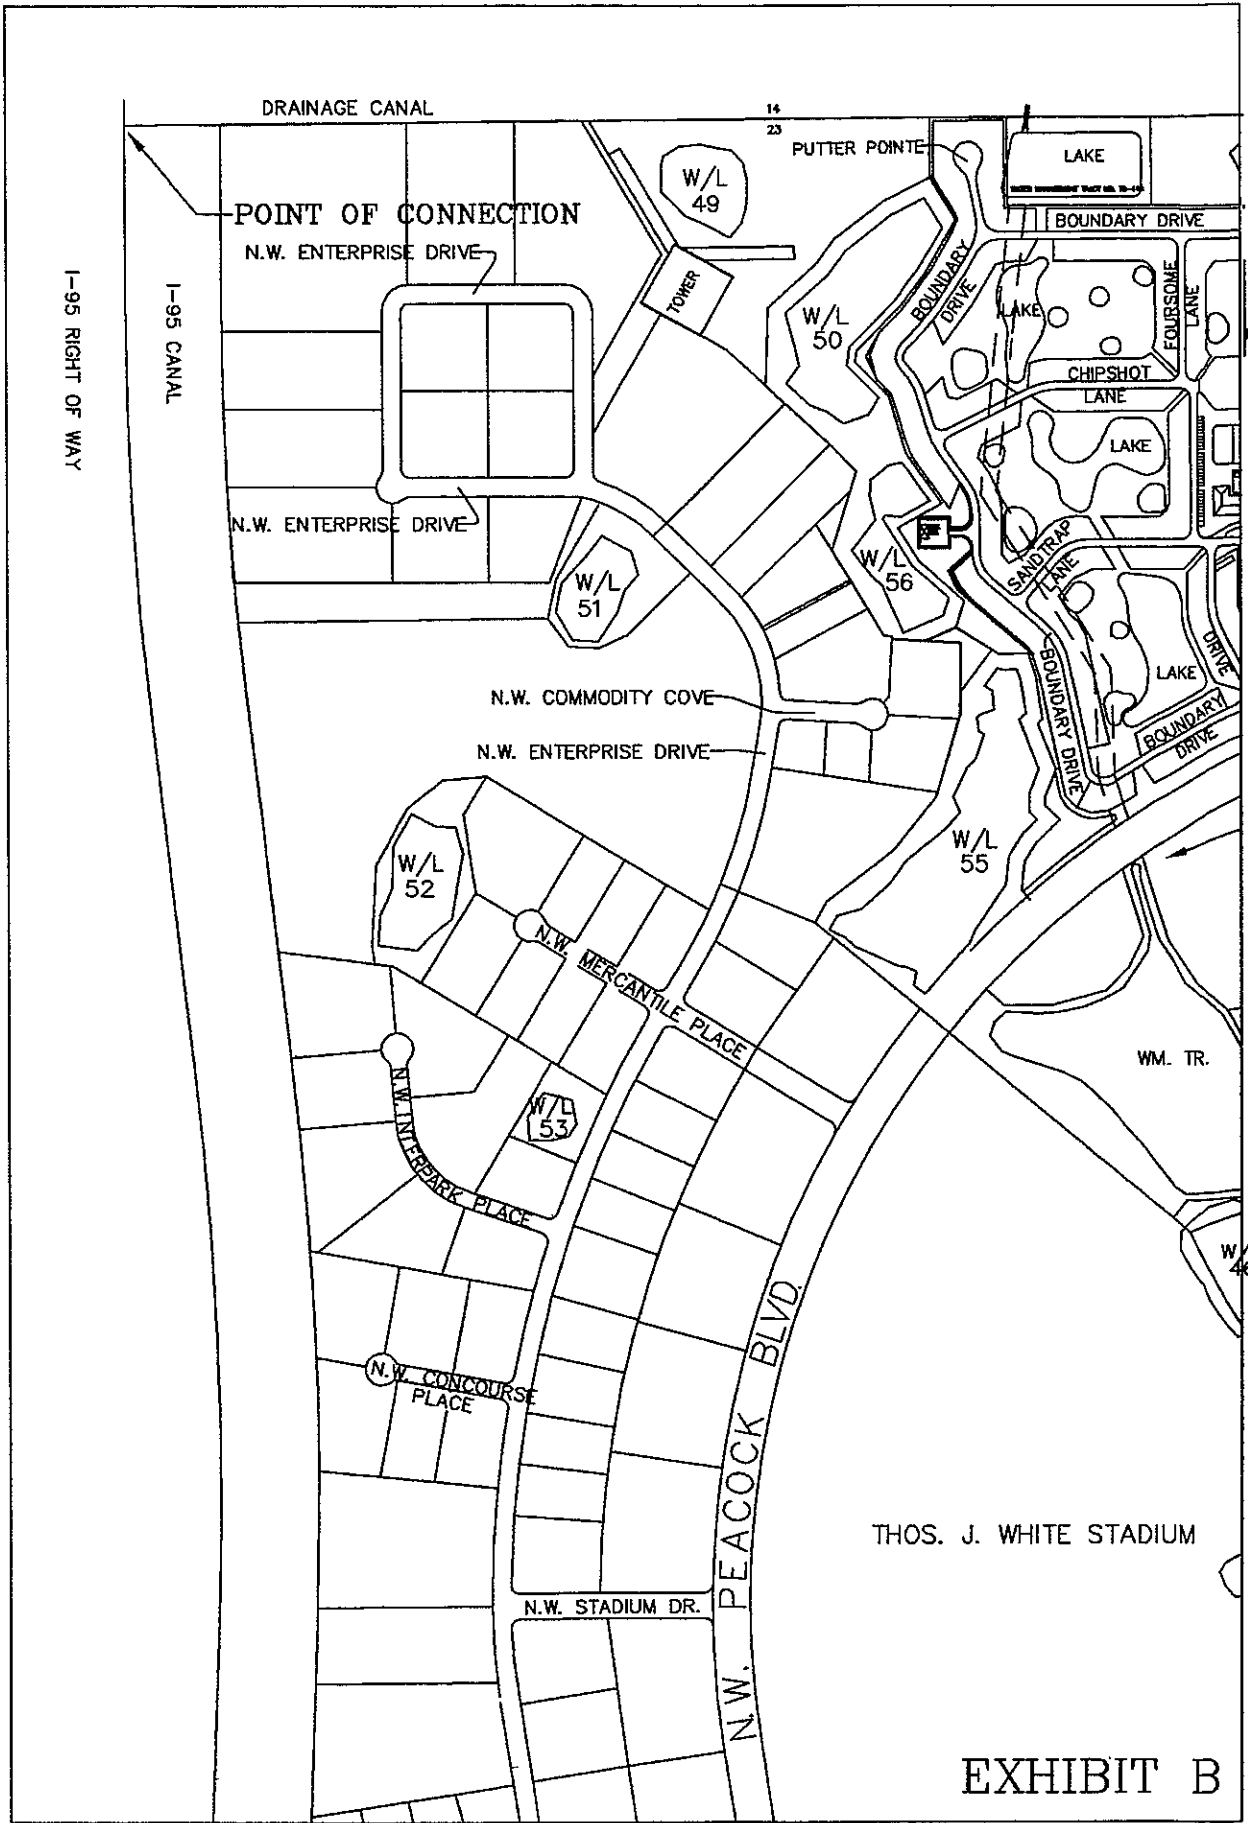 DRAINAGE CANAL
14
23
PUTTER POINTE
LAKE
W/L
49
POINT OF CONNECTION
BOUNDARY DRIVE
N.W. ENTERPRISE DRIVE
TOWER
BOUNDARY
DRIVE
FOURSOME
LANE
I-95 RIGHT OF WAY
I-95 CANAL
W/L
50
LAKE
CHIPSHOT
LANE
LAKE
N.W. ENTERPRISE DRIVE
SANDTRAP
LANE
W/L
56
W/L
51
DRIVE
BOUNDARY DRIVE
LAKE
N.W. COMMODITY COVE
BOUNDARY
DRIVE
N.W. ENTERPRISE DRIVE
W/L
55
W/L
52
N.W. MERCANTILE PLACE
WM. TR.
N.W. INTERPARK PLACE
W/L
53
W/
46
N.W. CONCOURSE
PLACE
N.W. PEACOCK BLVD.
THOS. J. WHITE STADIUM
N.W. STADIUM DR.
EXHIBIT B